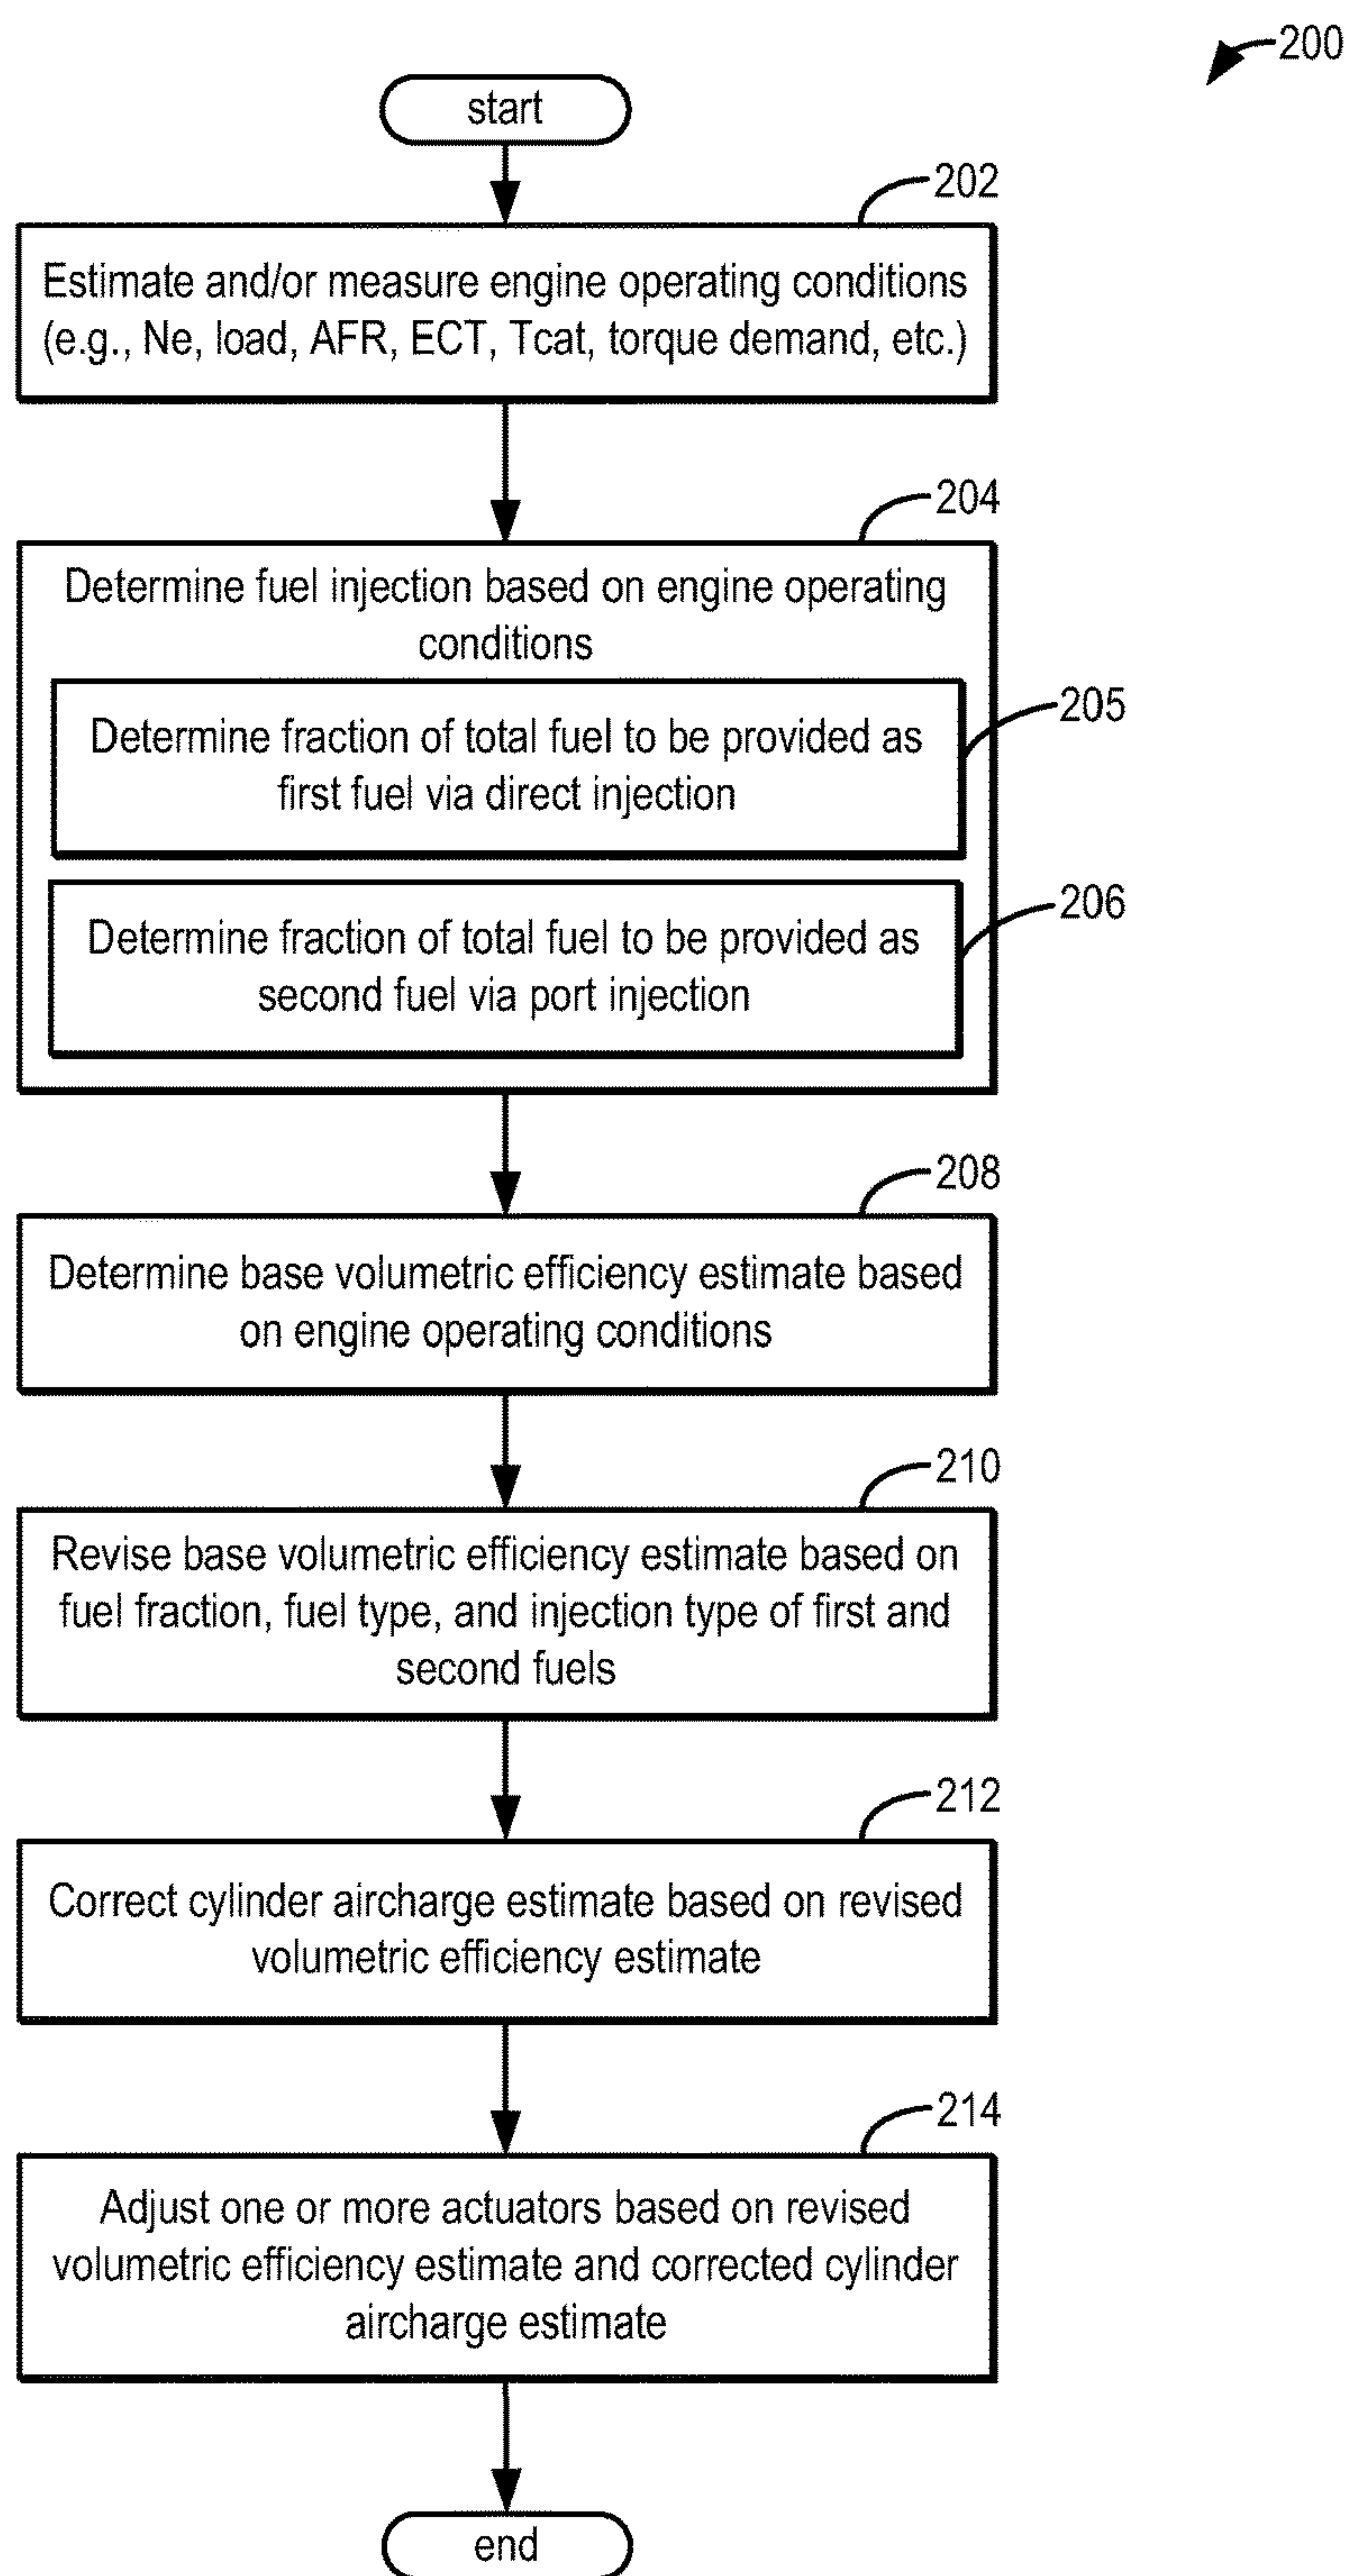 200
start
202
Estimate and/or measure engine operating conditions
(e.g., Ne, load, AFR, ECT, Tcat, torque demand, etc.)
204
Determine fuel injection based on engine operating
conditions
205
Determine fraction of total fuel to be provided as
first fuel via direct injection
206
Determine fraction of total fuel to be provided as
second fuel via port injection
208
Determine base volumetric efficiency estimate based
on engine operating conditions
210
Revise base volumetric efficiency estimate based on
fuel fraction, fuel type, and injection type of first and
second fuels
212
Correct cylinder aircharge estimate based on revised
volumetric efficiency estimate
214
Adjust one or more actuators based on revised
volumetric efficiency estimate and corrected cylinder
aircharge estimate
end